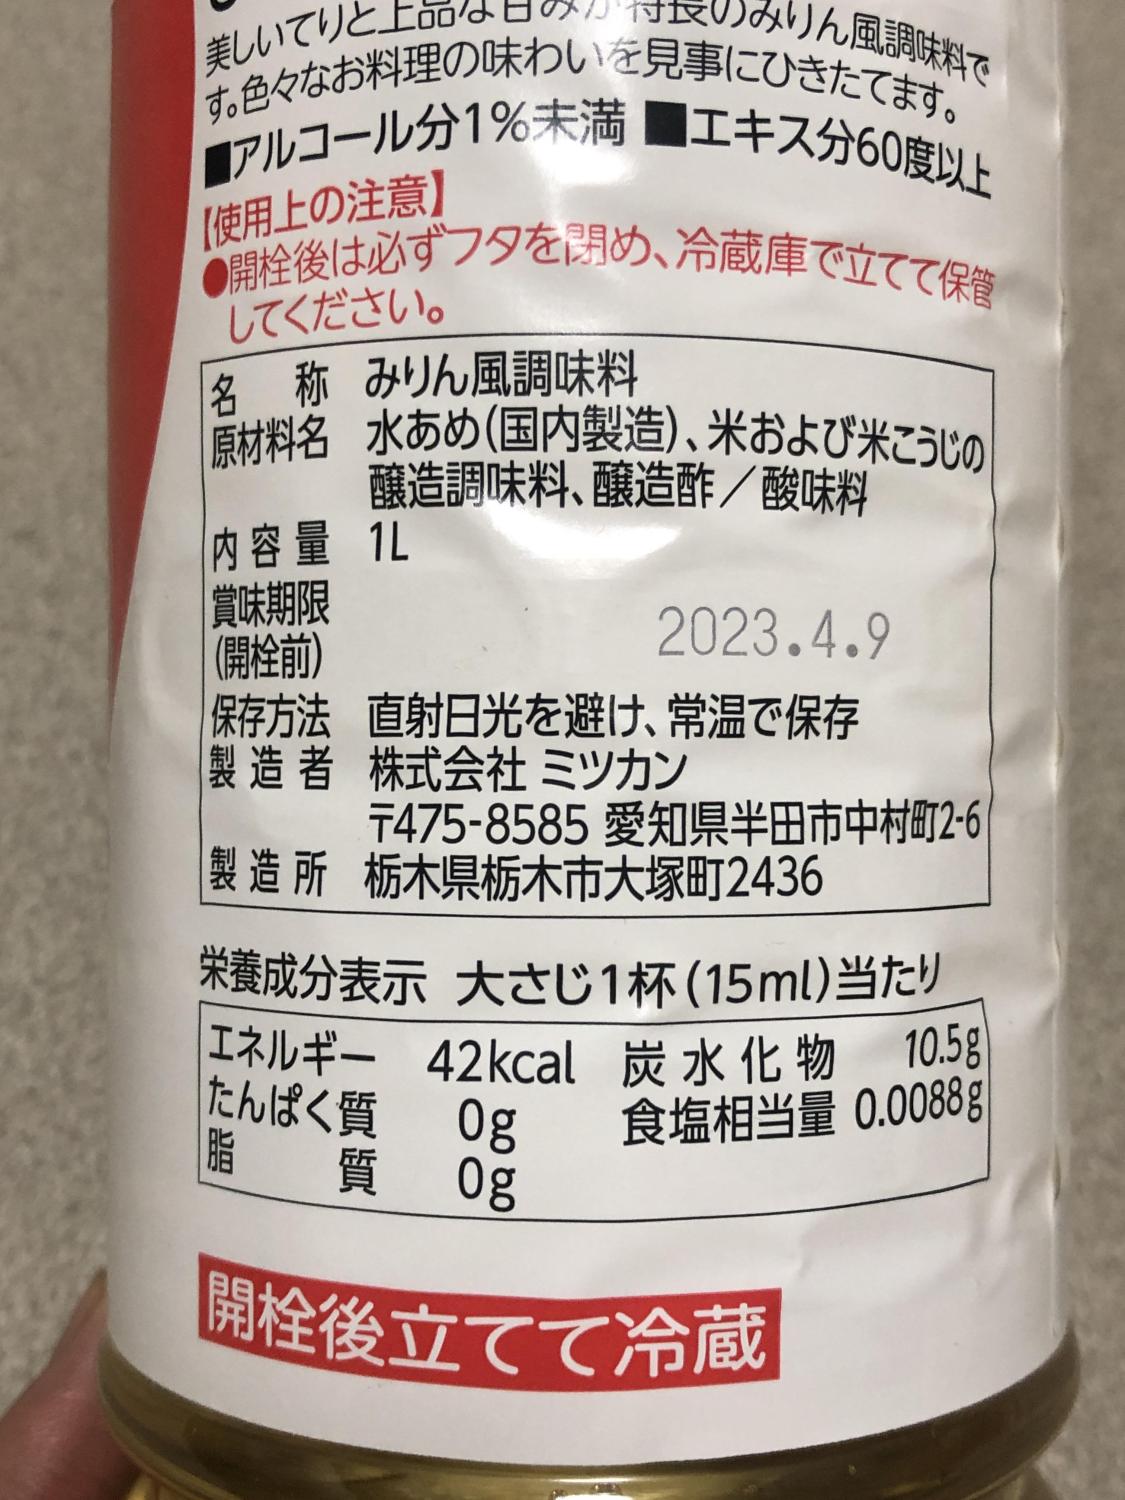 美しいてりと上品な甘みが特長のみりん風調味料で
す。色々なお料理の味わいを見事にひきたてます。
■アルコール分1%未満 ■エキス分60度以上
【使用上の注意】
●開栓後は必ずフタを閉め、冷蔵庫で立てて保管
してください。
名称 みりん風調味料
原材料名 水あめ(国内製造)、米および米こうじの
醸造調味料、醸造酢／酸味料
内容量 1L
賞味期限
(開栓前) 2023.4.9
保存方法 直射日光を避け、常温で保存
製造者 株式会社 ミツカン
〒475-8585 愛知県半田市中村町2-6
製造所 栃木県栃木市大塚町2436
栄養成分表示 大さじ1杯(15ml)当たり
エネルギー 42kcal 炭水化物 10.5g
たんぱく質 0g 食塩相当量 0.0088g
脂質 0g
開栓後立てて冷蔵